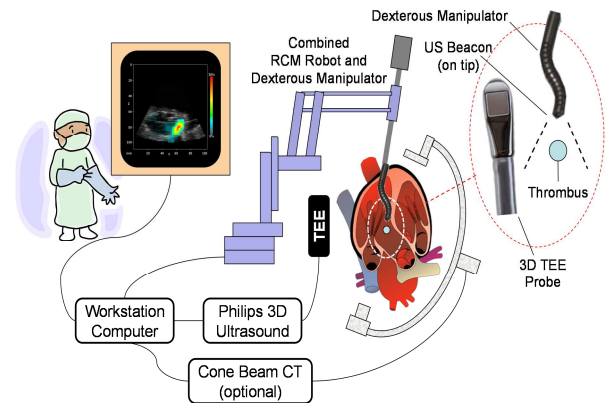 Dexterous Manipulator
US Beacon
(on tip)
Thrombus
3D TEE
Probe
Combined
RCM Robot and
Dexterous Manipulator
TEE
Workstation
Computer
Philips 3D
Ultrasound
Cone Beam CT
(optional)